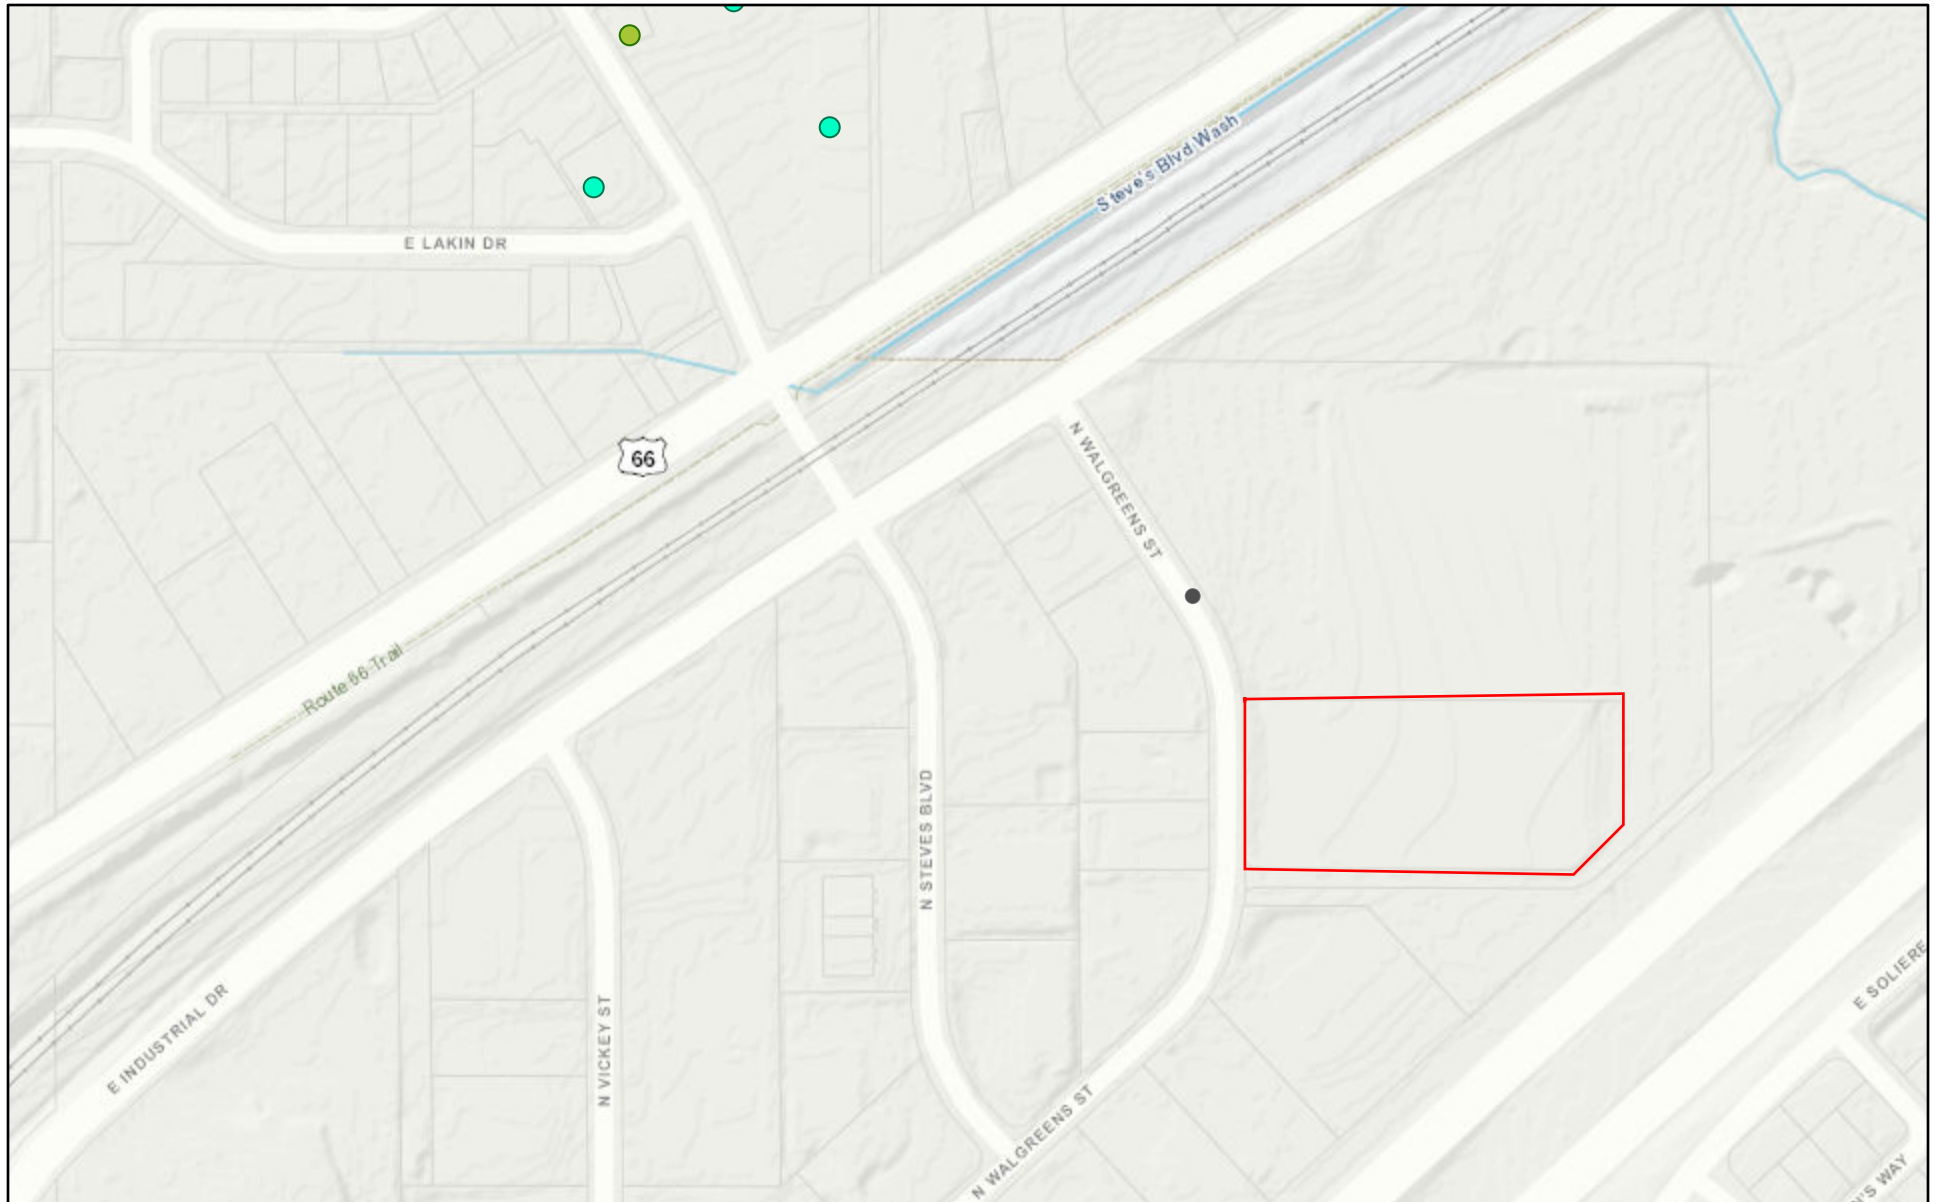 Steve's Blvd Wash
E LAKIN DR
N WALGREENS ST
66
Route 66 Trail
N STEVES BLVD
E SOLIERE
E INDUSTRIAL DR
N VICKEY ST
N WALGREENS ST
'S WAY